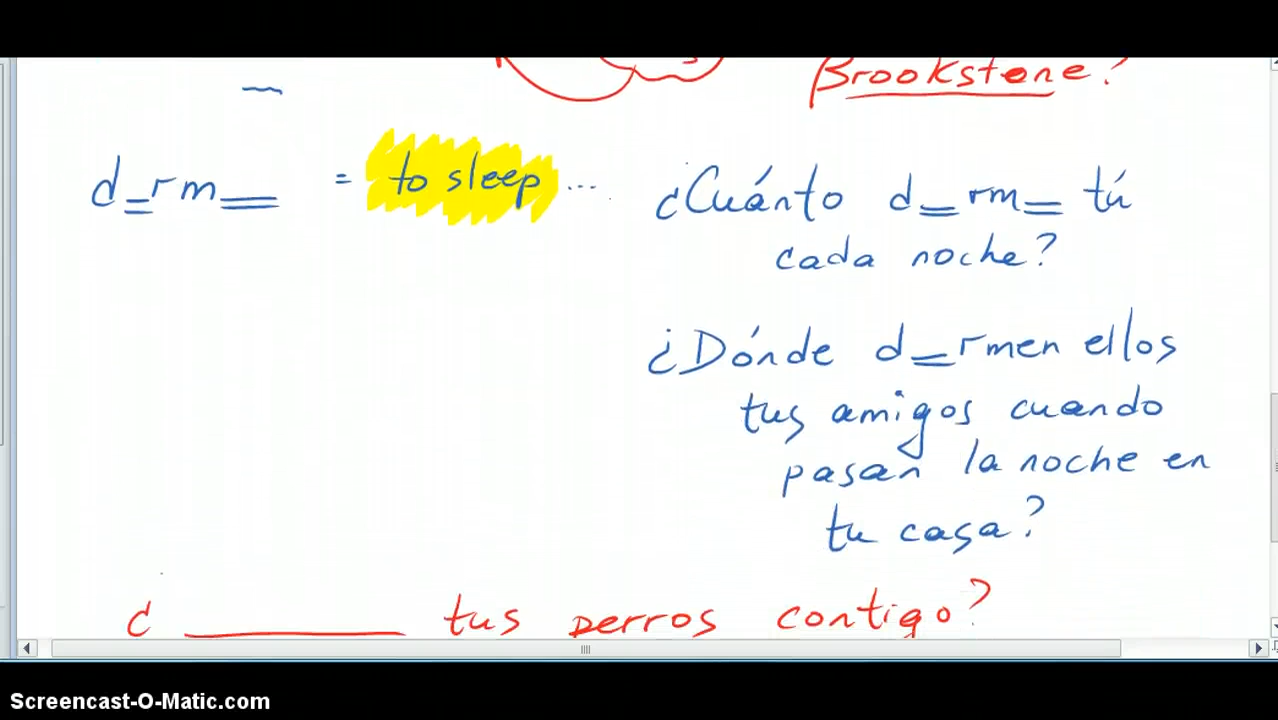 Brookstone?
d_rm__ = to sleep...
¿Cuánto d_rm_ tú
cada noche?
¿Dónde d_rmen ellos
tus amigos cuando
pasan la noche en
tu casa?
¿ ________ tus perros contigo?
Screencast-O-Matic.com